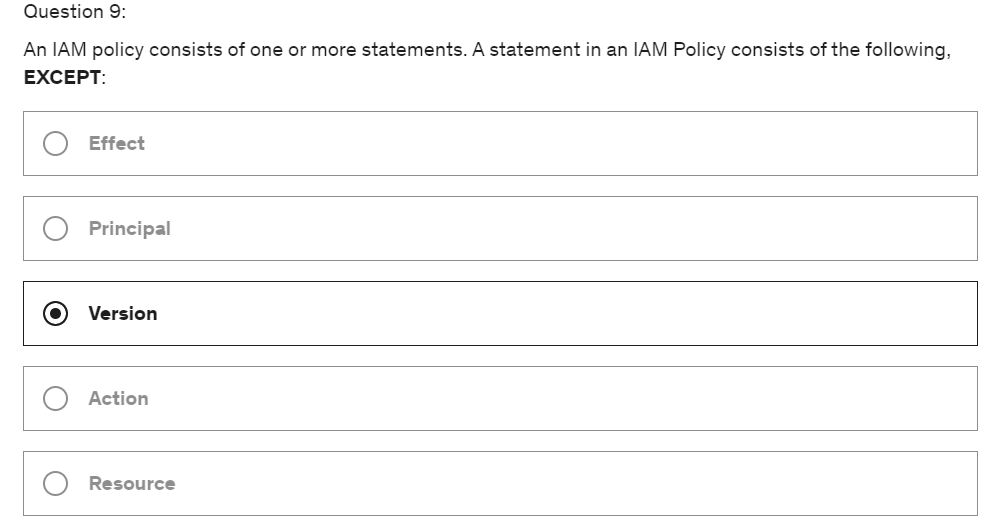 Question 9:
An IAM policy consists of one or more statements. A statement in an IAM Policy consists of the following,
EXCEPT:
Effect
Principal
Version
Action
Resource